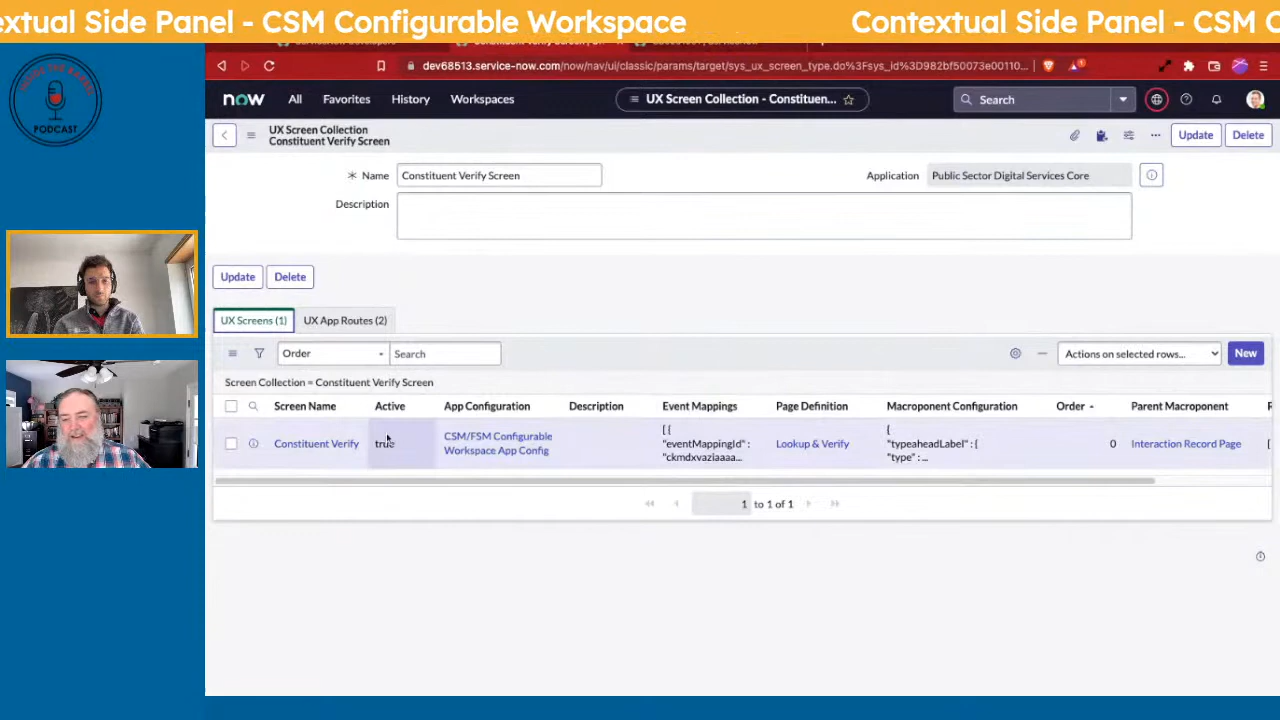 extual Side Panel - CSM Configurable Workspace
Contextual Side Panel - CSM C
PODCAST
dev68513.service-now.com/now/nav/ui/classic/params/target/sys_ux_screen_type.do%3Fsys_id%3D982bf50073e00110...
now
All
Favorites
History
Workspaces
UX Screen Collection - Constituen...
Search
UX Screen Collection
Constituent Verify Screen
Update
Delete
Name
Constituent Verify Screen
Application
Public Sector Digital Services Core
Description
Update
Delete
UX Screens (1)
UX App Routes (2)
Order
Search
Actions on selected rows...
New
Screen Collection = Constituent Verify Screen
Screen Name
Active
App Configuration
Description
Event Mappings
Page Definition
Macroponent Configuration
Order
Parent Macroponent
Constituent Verify
true
CSM/FSM Configurable
Workspace App Config
[ {
"eventMappingId" :
"ckmdxvaziaaaa...
Lookup & Verify
{
"typeaheadLabel" : {
"type" : ...
0
Interaction Record Page
[
1
to 1 of 1